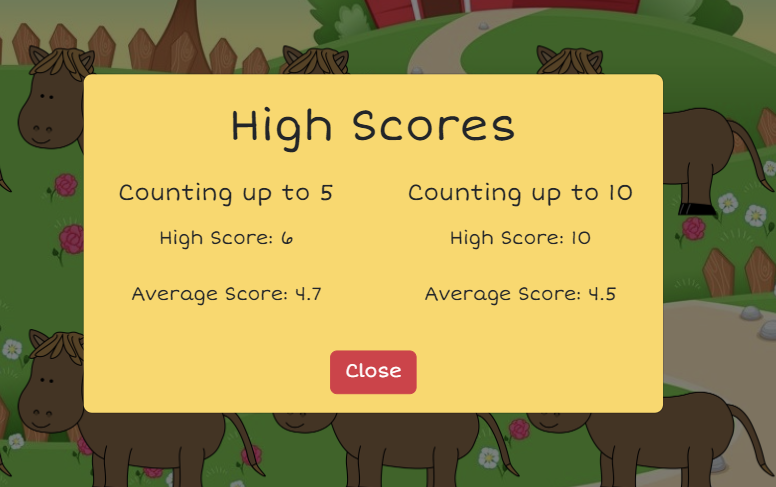 High Scores
Counting up to 5
High Score: 6
Average Score: 4.7
Counting up to 10
High Score: 10
Average Score: 4.5
Close